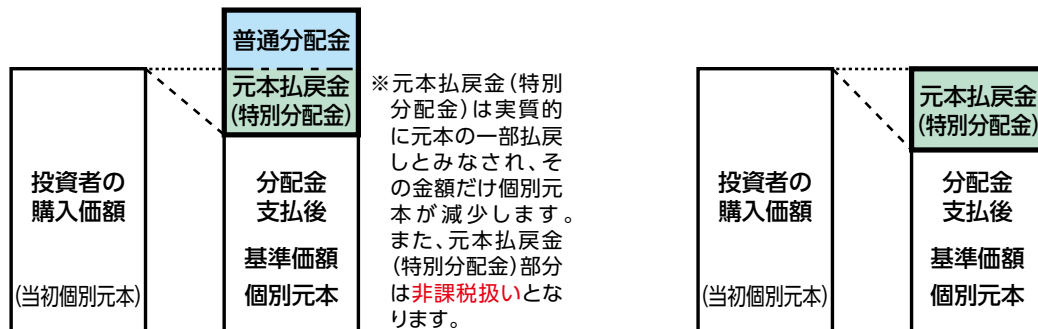 普通分配金
元本払戻金
(特別分配金)
投資者の
購入価額
(当初個別元本)
分配金
支払後
基準価額
個別元本
※元本払戻金(特別
分配金)は実質的
に元本の一部払戻
しとみなされ、そ
の金額だけ個別元
本が減少します。
また、元本払戻金
(特別分配金)部分
は非課税扱いとな
ります。
元本払戻金
(特別分配金)
投資者の
購入価額
(当初個別元本)
分配金
支払後
基準価額
個別元本